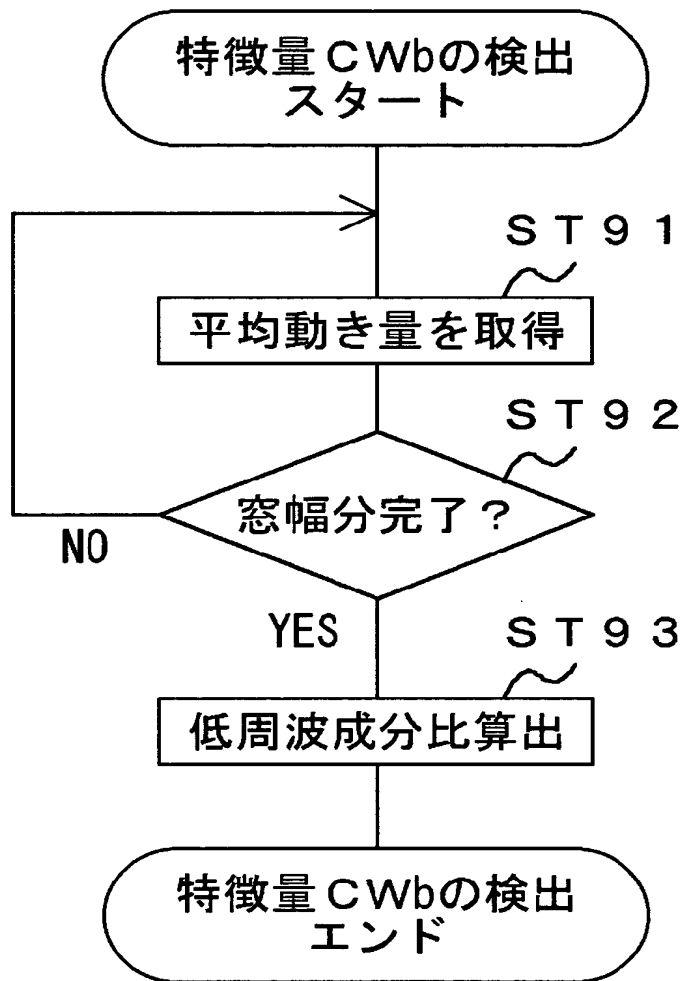 特徴量CWbの検出
スタート
ST91
平均動き量を取得
ST92
窓幅分完了?
NO
YES
ST93
低周波成分比算出
特徴量CWbの検出
エンド